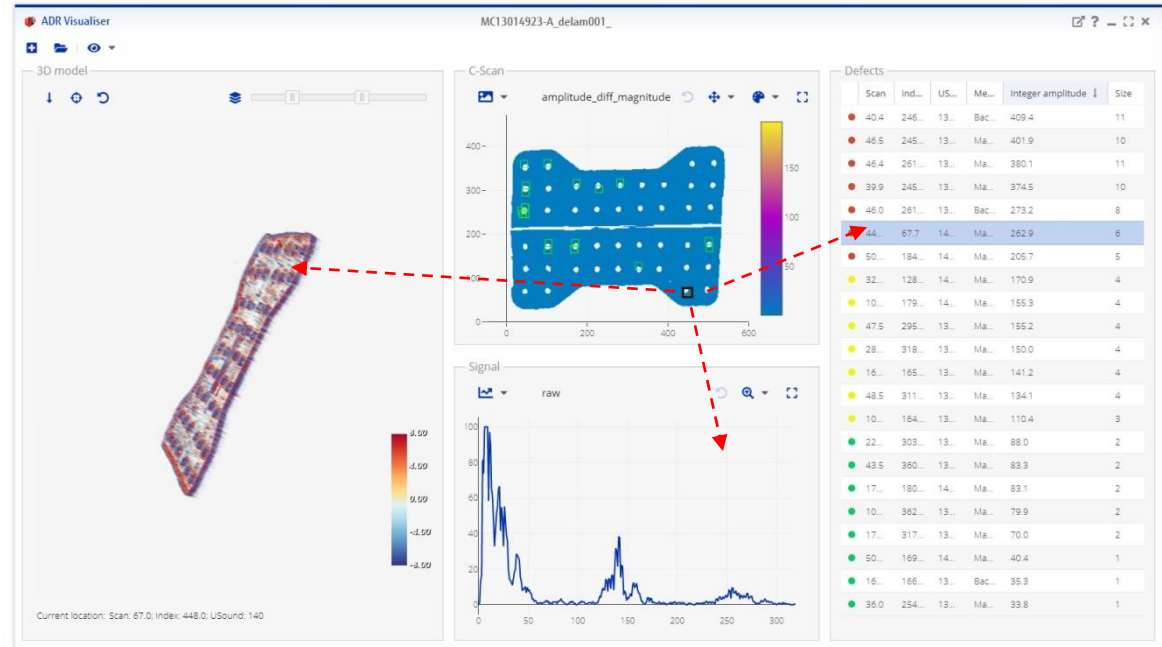 ADR Visualiser
MC13014923-A_delam001_
3D model
C-Scan
amplitude_diff_magnitude
400
300
200
100
0
0 200 400 600
150
100
50
Signal
raw
100
80
60
40
20
0
0 50 100 150 200 250 300
8.00
4.00
0.00
-4.00
-8.00
Current location: Scan: 67.0; Index: 448.0; USound: 140
Defects
Scan Ind... US... Me... Integer amplitude Size
40.4 246... 13... Bac... 409.4 11
46.5 245... 13... Ma... 401.9 10
46.4 261... 13... Ma... 380.1 11
39.9 245... 13... Ma... 374.5 10
46.0 261... 13... Bac... 273.2 8
44... 67.7 14... Ma... 262.9 6
50... 184... 14... Ma... 205.7 5
32... 128... 14... Ma... 170.9 4
10... 179... 14... Ma... 155.3 4
47.5 295... 13... Ma... 155.2 4
28... 318... 13... Ma... 150.0 4
16... 165... 13... Ma... 141.2 4
48.5 311... 13... Ma... 134.1 4
10... 164... 13... Ma... 110.4 3
22... 303... 13... Ma... 88.0 2
43.5 360... 13... Ma... 83.3 2
17... 180... 14... Ma... 83.1 2
10... 362... 13... Ma... 79.9 2
17... 317... 13... Ma... 70.0 2
50... 169... 14... Ma... 40.4 1
16... 166... 13... Bac... 35.3 1
36.0 254... 13... Ma... 33.8 1